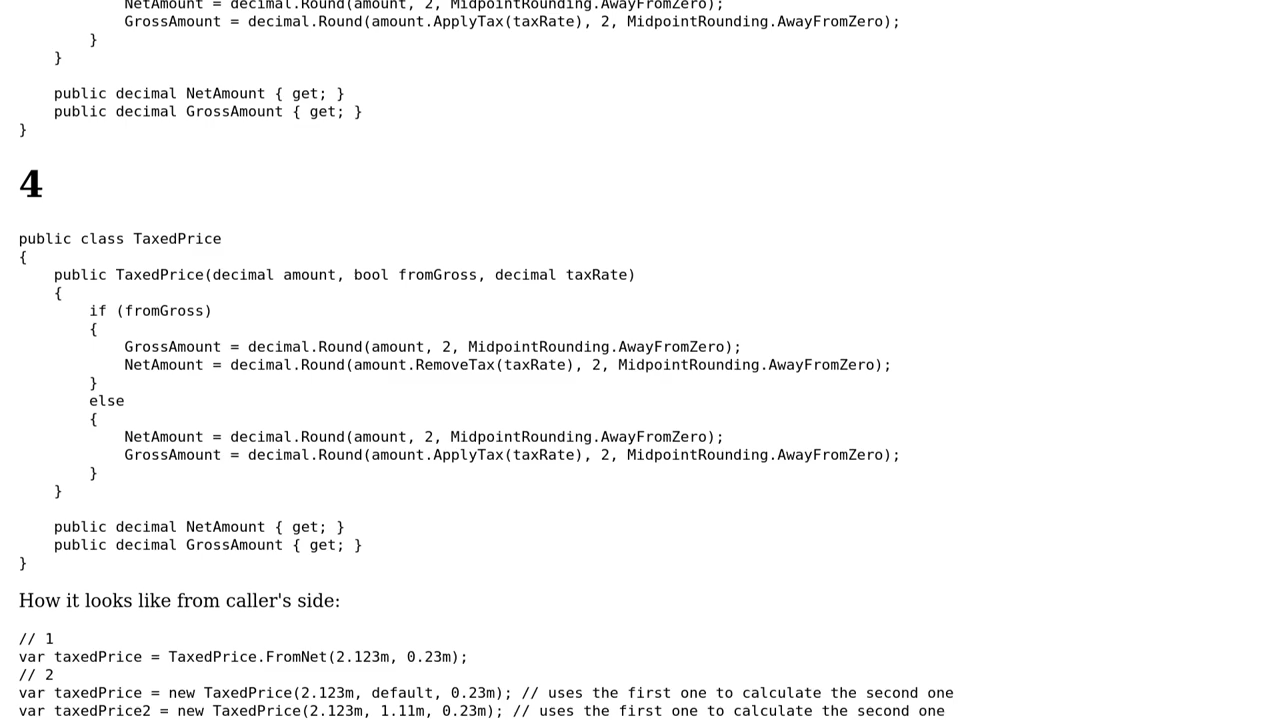 NetAmount = decimal.Round(amount, 2, MidpointRounding.AwayFromZero);
GrossAmount = decimal.Round(amount.ApplyTax(taxRate), 2, MidpointRounding.AwayFromZero);
}
}
public decimal NetAmount { get; }
public decimal GrossAmount { get; }
}
4
public class TaxedPrice
{
public TaxedPrice(decimal amount, bool fromGross, decimal taxRate)
{
if (fromGross)
{
GrossAmount = decimal.Round(amount, 2, MidpointRounding.AwayFromZero);
NetAmount = decimal.Round(amount.RemoveTax(taxRate), 2, MidpointRounding.AwayFromZero);
}
else
{
NetAmount = decimal.Round(amount, 2, MidpointRounding.AwayFromZero);
GrossAmount = decimal.Round(amount.ApplyTax(taxRate), 2, MidpointRounding.AwayFromZero);
}
}
public decimal NetAmount { get; }
public decimal GrossAmount { get; }
}
How it looks like from caller's side:
// 1
var taxedPrice = TaxedPrice.FromNet(2.123m, 0.23m);
// 2
var taxedPrice = new TaxedPrice(2.123m, default, 0.23m); // uses the first one to calculate the second one
var taxedPrice2 = new TaxedPrice(2.123m, 1.11m, 0.23m); // uses the first one to calculate the second one